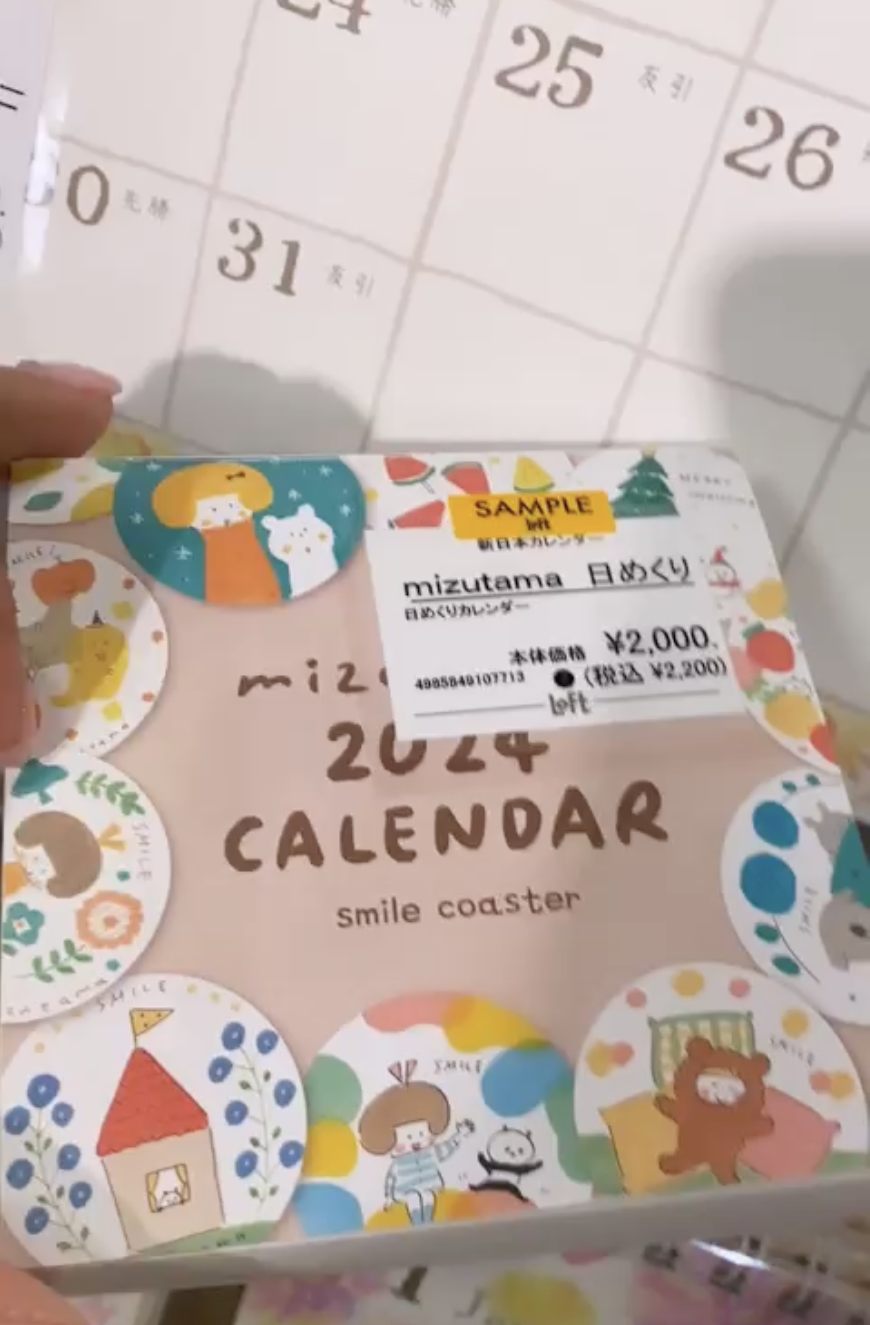 24
25 友引
26
0 先勝
31 友引
MERRY
SAMPLE
loft
新日本カレンダー
mizutama 日めくり
日めくりカレンダー
本体価格 ¥2,000.
4985849107713 ●(税込 ¥2,200)
loft
2024
CALENDAR
smile coaster
SMILE
SMILE
SMILE
SMILE